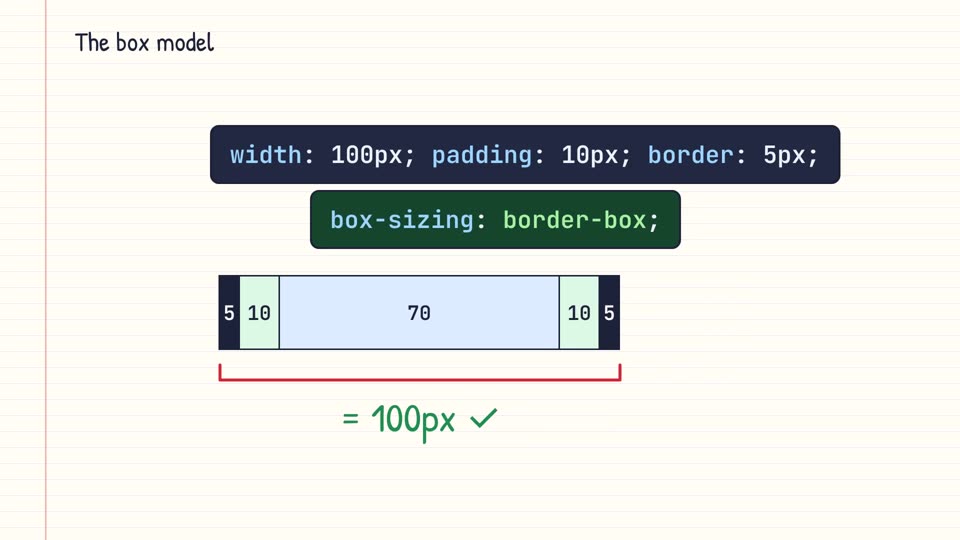 The box model
width: 100px; padding: 10px; border: 5px;
box-sizing: border-box;
5 10 70 10 5
= 100px ✓